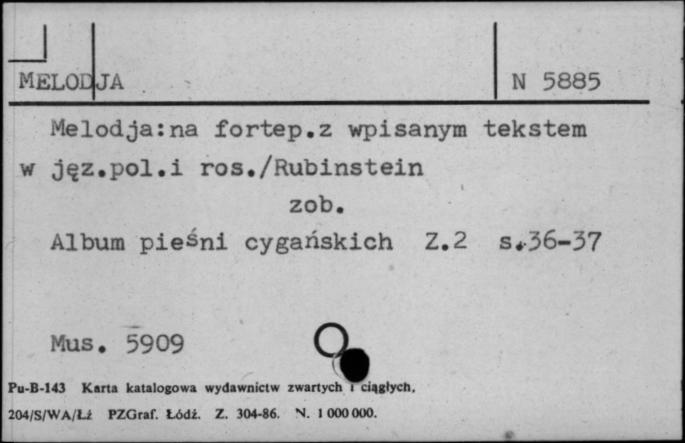 MELODJA
N 5885
Melodja:na fortep.z wpisanym tekstem
w jęz.pol.i ros./Rubinstein
zob.
Album pieśni cygańskich Z.2 s.36-37
Mus. 5909
Pu-B-143 Karta katalogowa wydawnictw zwartych i ciągłych,
204/S/WA/Łż PZGraf. Łódź. Z. 304-86. N. 1 000 000.